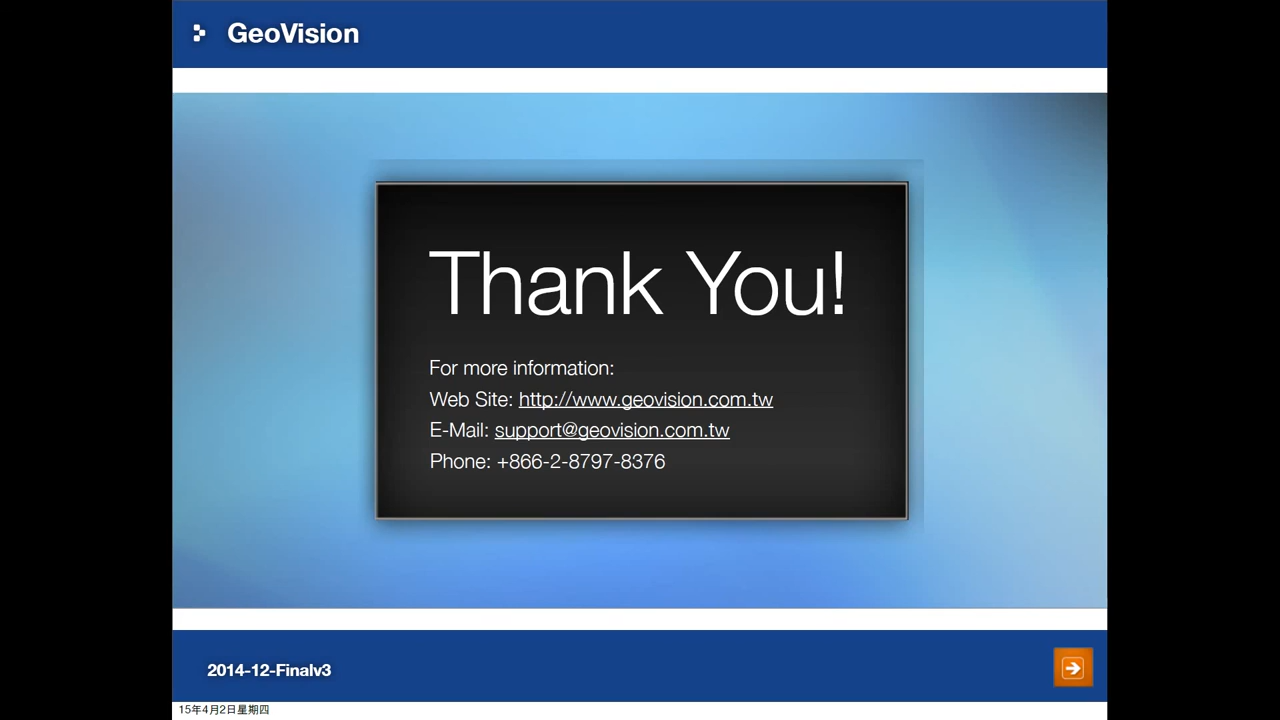 GeoVision
Thank You!
For more information:
Web Site: http://www.geovision.com.tw
E-Mail: support@geovision.com.tw
Phone: +866-2-8797-8376
2014-12-Finalv3
15年4月2日星期四